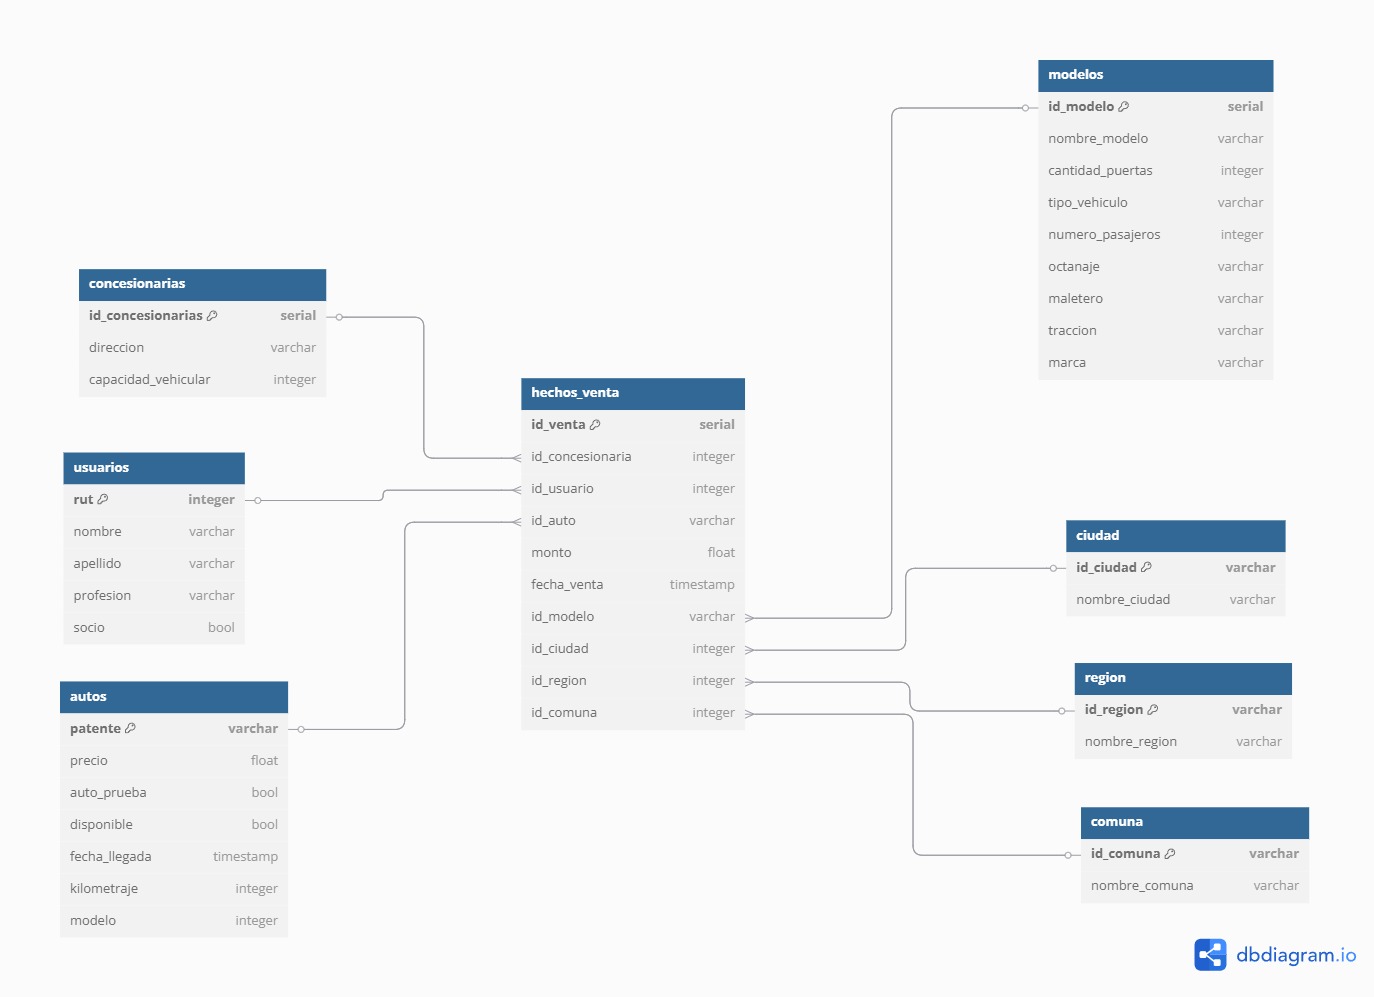 modelos
id_modelo serial
nombre_modelo varchar
cantidad_puertas integer
tipo_vehiculo varchar
numero_pasajeros integer
octanaje varchar
maletero varchar
traccion varchar
marca varchar
concesionarias
id_concesionarias serial
direccion varchar
capacidad_vehicular integer
hechos_venta
id_venta serial
id_concesionaria integer
id_usuario integer
id_auto varchar
monto float
fecha_venta timestamp
id_modelo varchar
id_ciudad integer
id_region integer
id_comuna integer
usuarios
rut integer
nombre varchar
apellido varchar
profesion varchar
socio bool
autos
patente varchar
precio float
auto_prueba bool
disponible bool
fecha_llegada timestamp
kilometraje integer
modelo integer
ciudad
id_ciudad varchar
nombre_ciudad varchar
region
id_region varchar
nombre_region varchar
comuna
id_comuna varchar
nombre_comuna varchar
dbdiagram.io